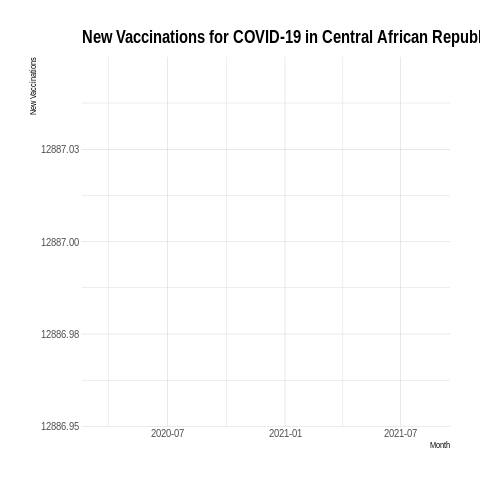 New Vaccinations for COVID-19 in Central African Republ
New Vaccinations
12887.03
12887.00
12886.98
12886.95
2020-07 2021-01 2021-07
Month